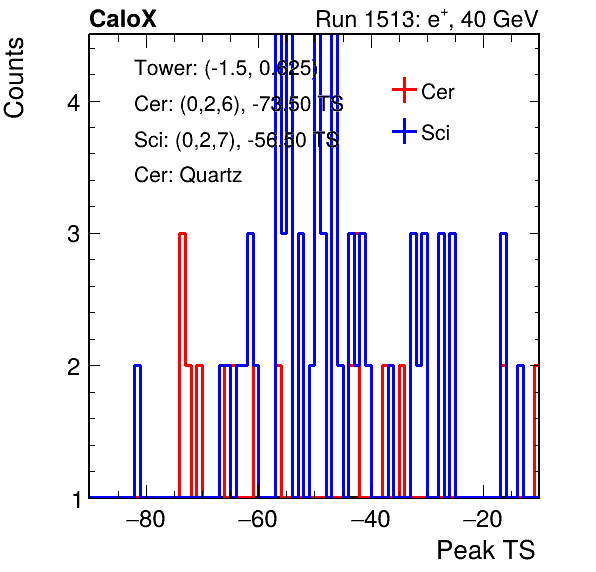 CaloX Run 1513: e⁺, 40 GeV
Counts
Tower: (-1.5, 0.625)
Cer: (0,2,6), -73.50 TS
Sci: (0,2,7), -56.50 TS
Cer: Quartz
Cer
Sci
4
3
2
1
−80 −60 −40 −20
Peak TS